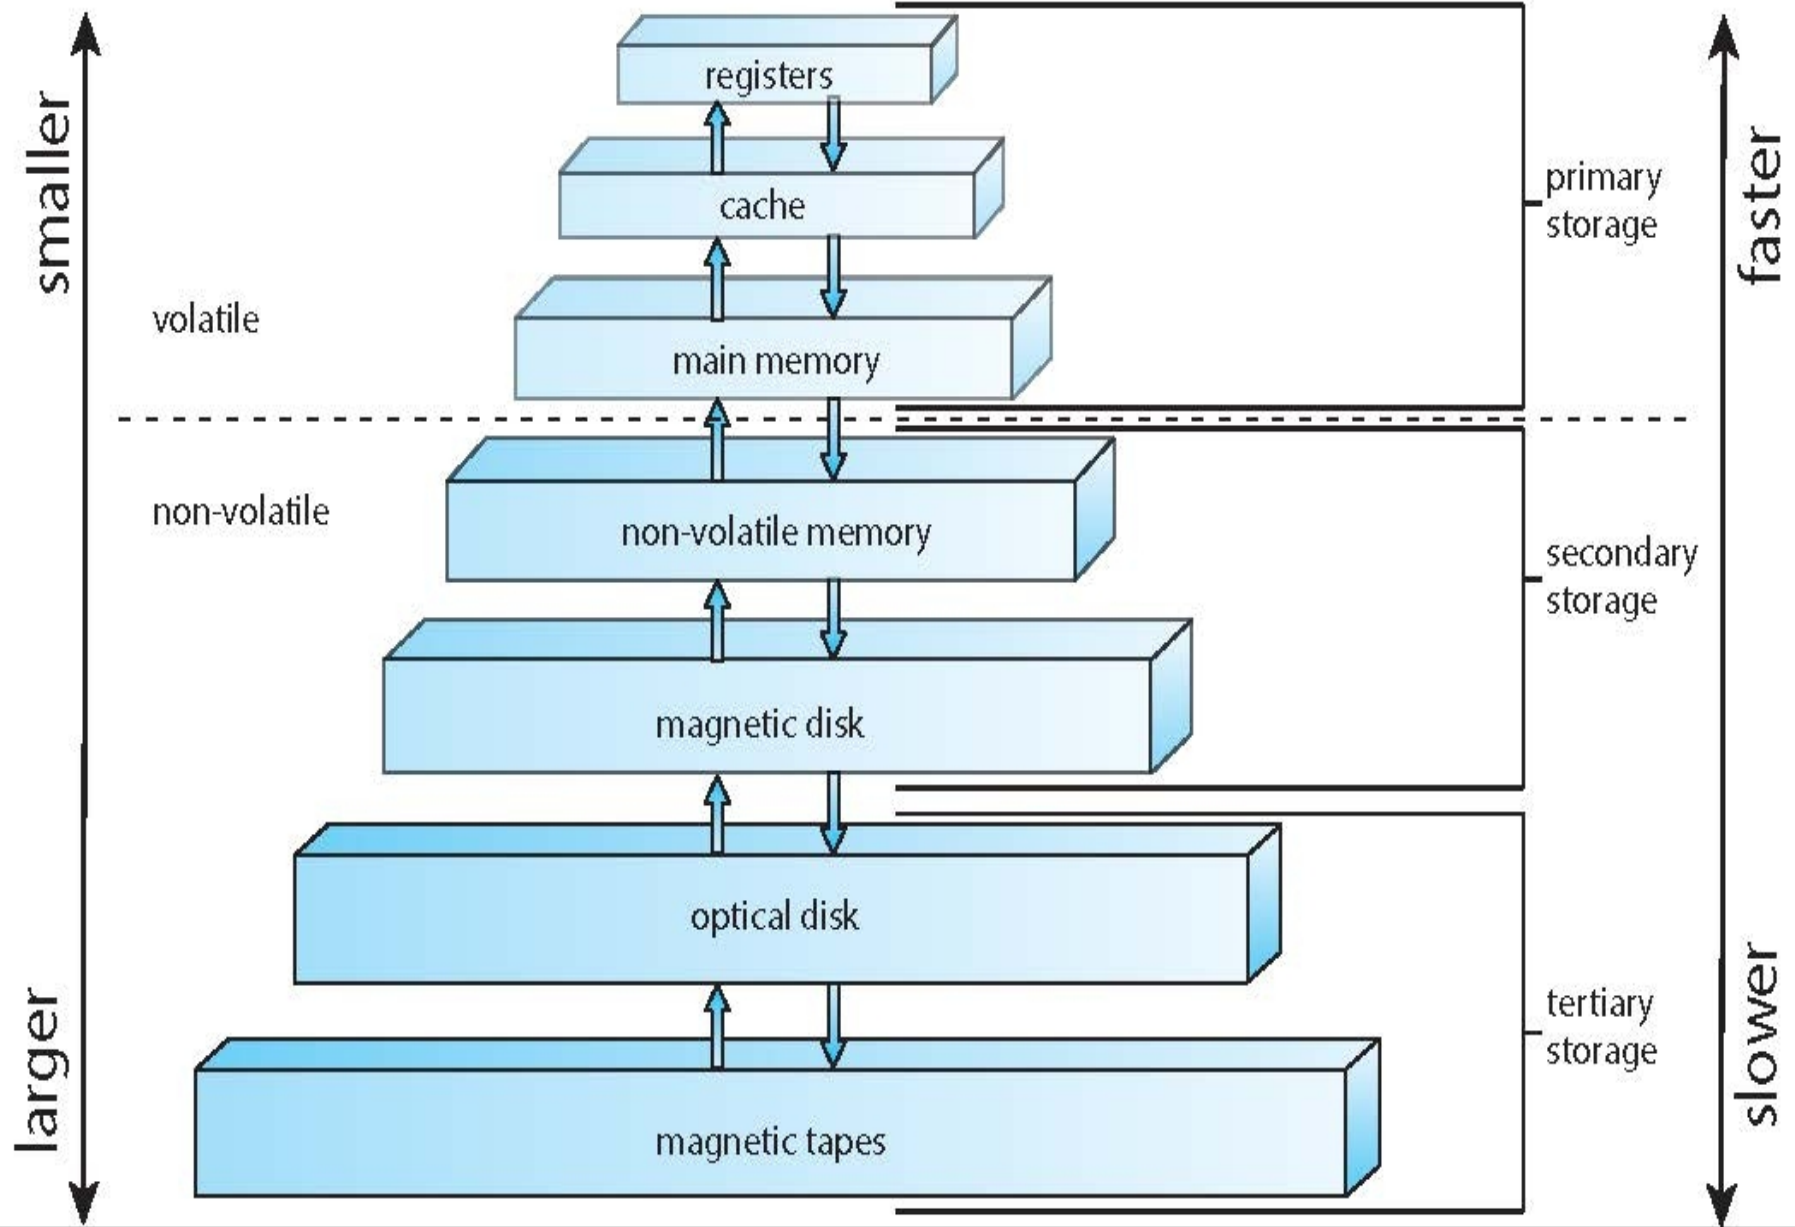 smaller
registers
cache
primary
storage
faster
volatile
main memory
non-volatile
non-volatile memory
secondary
storage
magnetic disk
optical disk
larger
tertiary
storage
slower
magnetic tapes